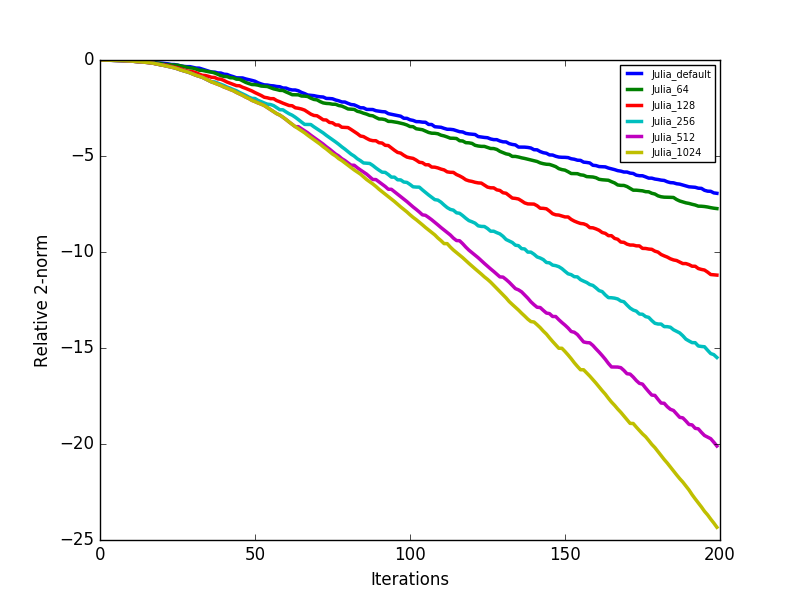 0
−5
−10
−15
−20
−25
Relative 2-norm
Julia_default
Julia_64
Julia_128
Julia_256
Julia_512
Julia_1024
0 50 100 150 200
Iterations